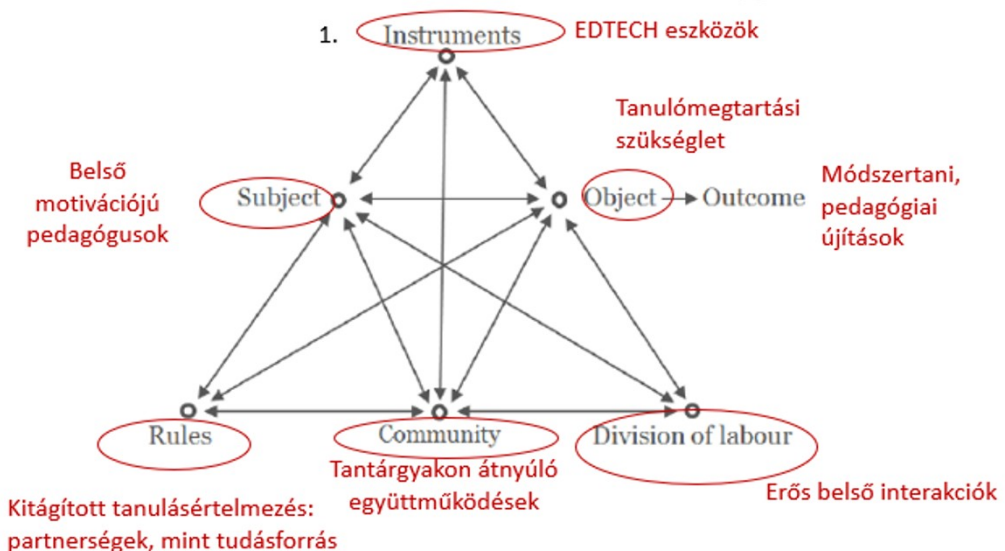 1.
Instruments
EDTECH eszközök
Tanulómegtartási
szükséglet
Belső
motivációjú
pedagógusok
Subject
Object
Outcome
Módszertani,
pedagógiai
újítások
Rules
Community
Division of labour
Tantárgyakon átnyúló
együttműködések
Erős belső interakciók
Kitágított tanulásértelmezés:
partnerségek, mint tudásforrás